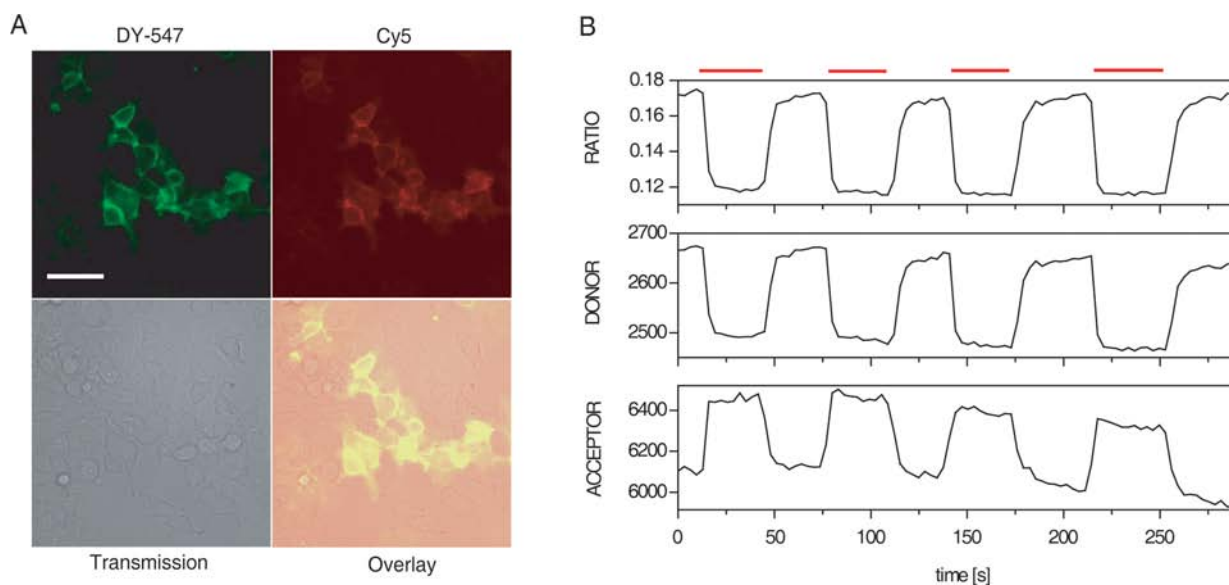 A
DY-547
Cy5
Transmission
Overlay
B
0.18
0.16
0.14
0.12
RATIO
2700
2600
2500
DONOR
6400
6200
6000
ACCEPTOR
0 50 100 150 200 250
time [s]